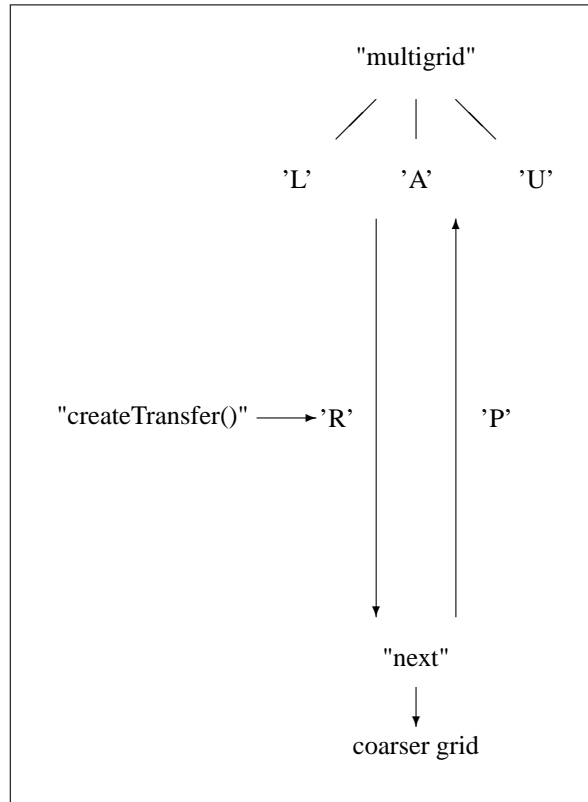 "multigrid"
’L’ ’A’ ’U’
"createTransfer()" ’R’ ’P’
"next"
coarser grid